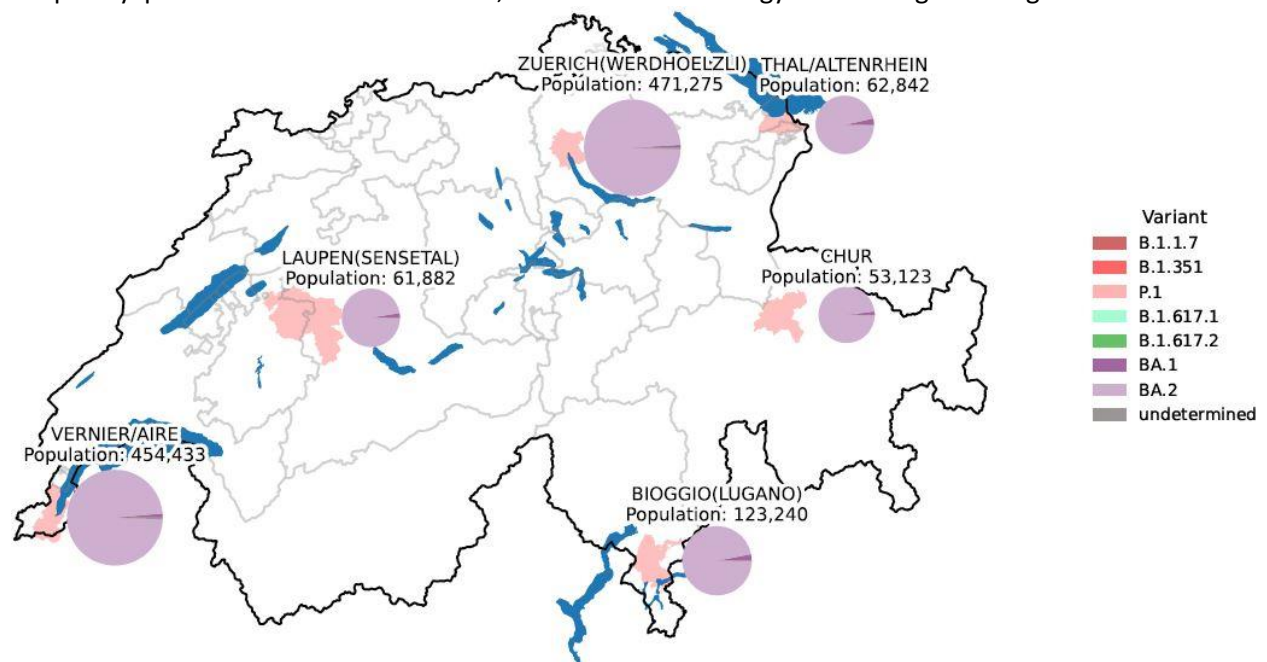 ZUERICH(WERDHOELZLI)
Population: 471,275
THAL/ALTENRHEIN
Population: 62,842
LAUPEN(SENSETAL)
Population: 61,882
CHUR
Population: 53,123
VERNIER/AIRE
Population: 454,433
BIOGGIO(LUGANO)
Population: 123,240
Variant
B.1.1.7
B.1.351
P.1
B.1.617.1
B.1.617.2
BA.1
BA.2
undetermined